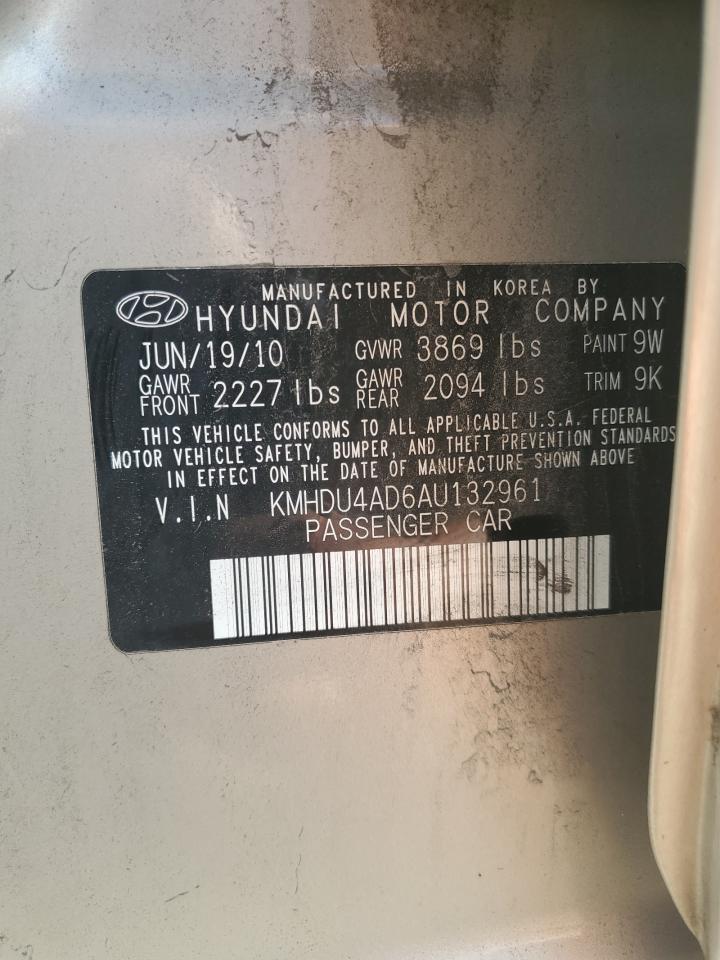 MANUFACTURED IN KOREA BY
HYUNDAI MOTOR COMPANY
JUN/19/10 GVWR 3869 lbs PAINT 9W
GAWR FRONT 2227 lbs GAWR REAR 2094 lbs TRIM 9K
THIS VEHICLE CONFORMS TO ALL APPLICABLE U.S.A. FEDERAL
MOTOR VEHICLE SAFETY, BUMPER, AND THEFT PREVENTION STANDARDS
IN EFFECT ON THE DATE OF MANUFACTURE SHOWN ABOVE
V.I.N KMHDU4AD6AU132961
PASSENGER CAR